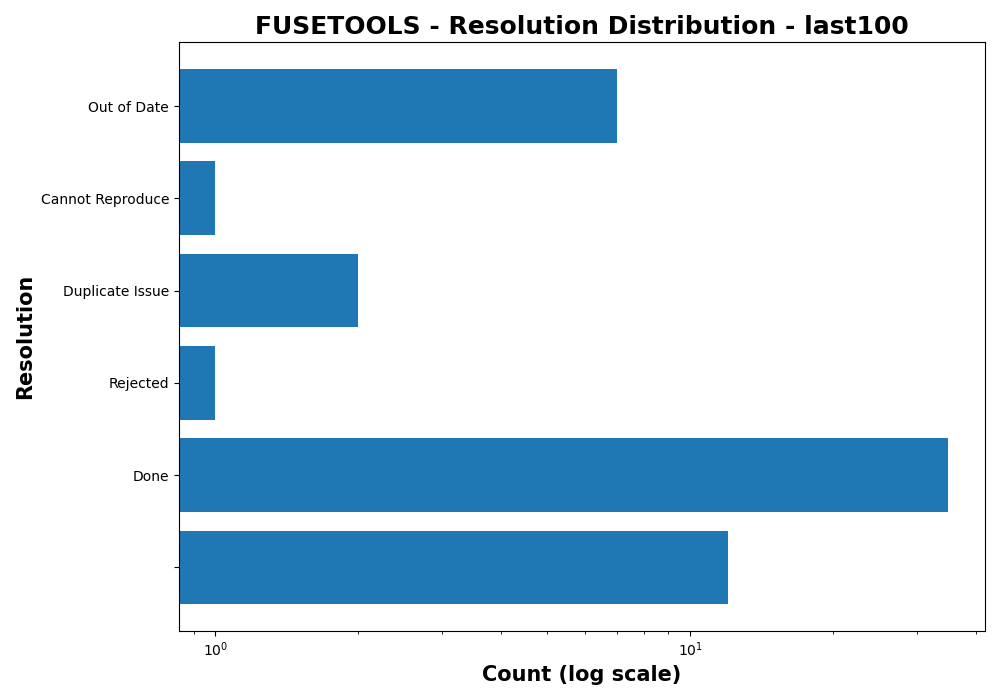 FUSETOOLS - Resolution Distribution - last100
Out of Date
Cannot Reproduce
Duplicate Issue
Rejected
Done
Resolution
10⁰
10¹
Count (log scale)